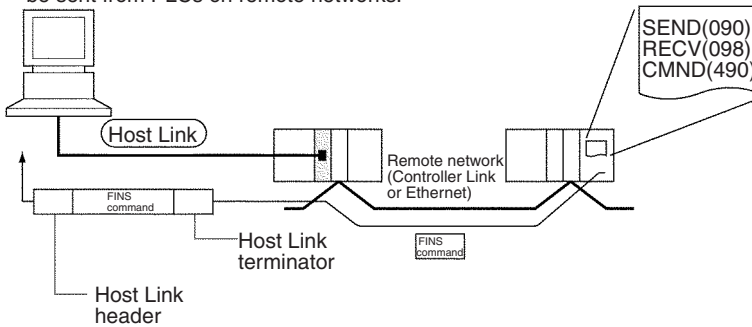 be sent from PLCs on remote networks.
SEND(090)
RECV(098)
CMND(490)
Host Link
Remote network
(Controller Link
or Ethernet)
FINS
command
FINS
command
Host Link
terminator
Host Link
header